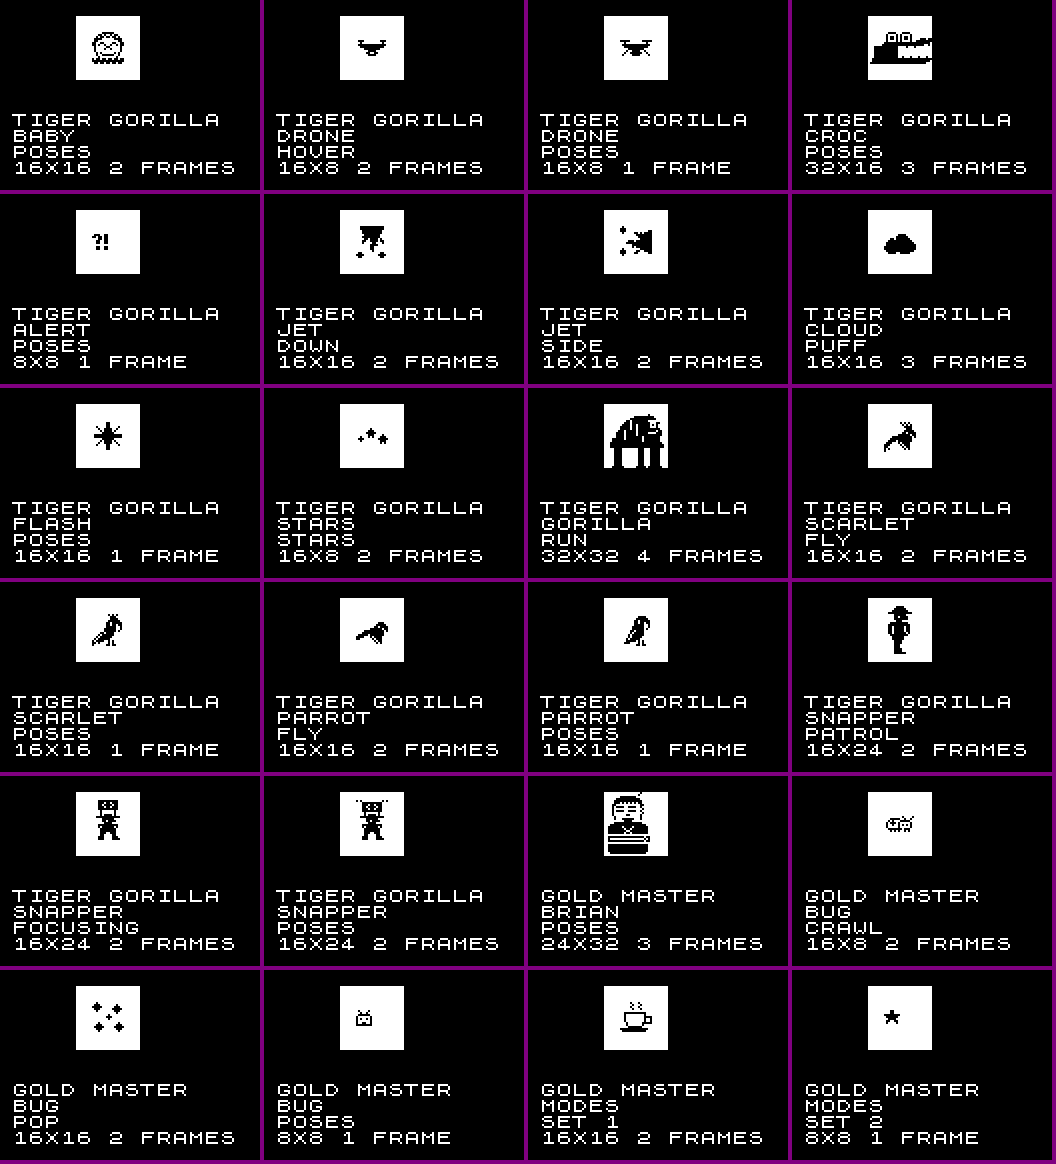 TIGER GORILLA
BABY
POSES
16X16 2 FRAMES
TIGER GORILLA
DRONE
HOVER
16X8 2 FRAMES
TIGER GORILLA
DRONE
POSES
16X8 1 FRAME
TIGER GORILLA
CROC
POSES
32X16 3 FRAMES
?!
TIGER GORILLA
ALERT
POSES
8X8 1 FRAME
TIGER GORILLA
JET
DOWN
16X16 2 FRAMES
TIGER GORILLA
JET
SIDE
16X16 2 FRAMES
TIGER GORILLA
CLOUD
PUFF
16X16 3 FRAMES
TIGER GORILLA
FLASH
POSES
16X16 1 FRAME
TIGER GORILLA
STARS
STARS
16X8 2 FRAMES
TIGER GORILLA
GORILLA
RUN
32X32 4 FRAMES
TIGER GORILLA
SCARLET
FLY
16X16 2 FRAMES
TIGER GORILLA
SCARLET
POSES
16X16 1 FRAME
TIGER GORILLA
PARROT
FLY
16X16 2 FRAMES
TIGER GORILLA
PARROT
POSES
16X16 1 FRAME
TIGER GORILLA
SNAPPER
PATROL
16X24 2 FRAMES
TIGER GORILLA
SNAPPER
FOCUSING
16X24 2 FRAMES
TIGER GORILLA
SNAPPER
POSES
16X24 2 FRAMES
GOLD MASTER
BRIAN
POSES
24X32 3 FRAMES
GOLD MASTER
BUG
CRAWL
16X8 2 FRAMES
GOLD MASTER
BUG
POP
16X16 2 FRAMES
GOLD MASTER
BUG
POSES
8X8 1 FRAME
GOLD MASTER
MODES
SET 1
16X16 2 FRAMES
GOLD MASTER
MODES
SET 2
8X8 1 FRAME